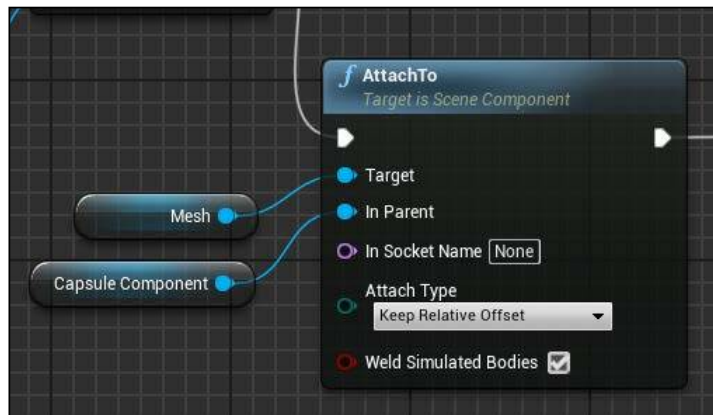 f AttachTo
Target is Scene Component
Target
Mesh
In Parent
In Socket Name None
Capsule Component
Attach Type
Keep Relative Offset
Weld Simulated Bodies